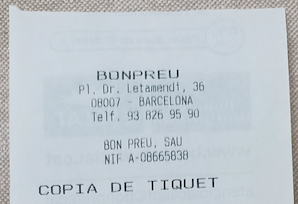 BONPREU
Pl. Dr. Letamendi, 36
08007 - BARCELONA
Telf. 93 826 95 90
BON PREU, SAU
NIF A-08665838
COPIA DE TIQUET